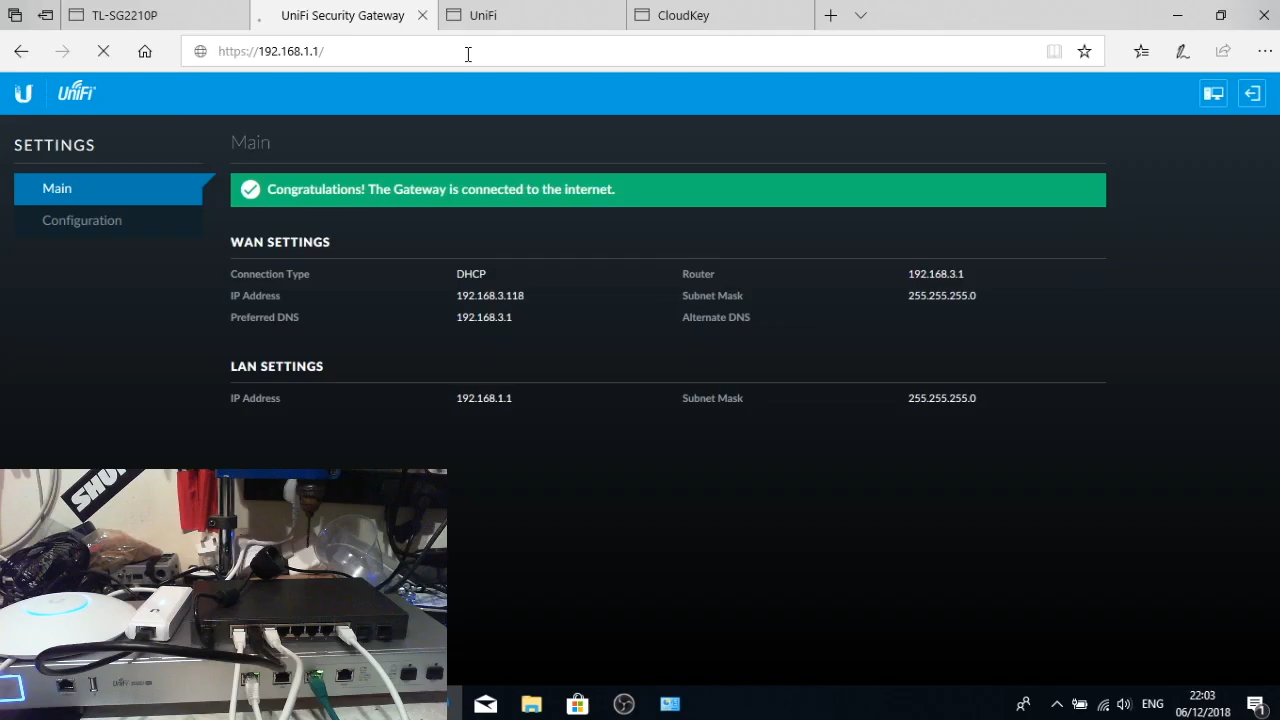 TL-SG2210P
UniFi Security Gateway
UniFi
CloudKey
https://192.168.1.1/
UniFi
SETTINGS
Main
Configuration
Main
Congratulations! The Gateway is connected to the internet.
WAN SETTINGS
Connection Type DHCP Router 192.168.3.1
IP Address 192.168.3.118 Subnet Mask 255.255.255.0
Preferred DNS 192.168.3.1 Alternate DNS
LAN SETTINGS
IP Address 192.168.1.1 Subnet Mask 255.255.255.0
SHU
UniFi
ENG
22:03
06/12/2018
1